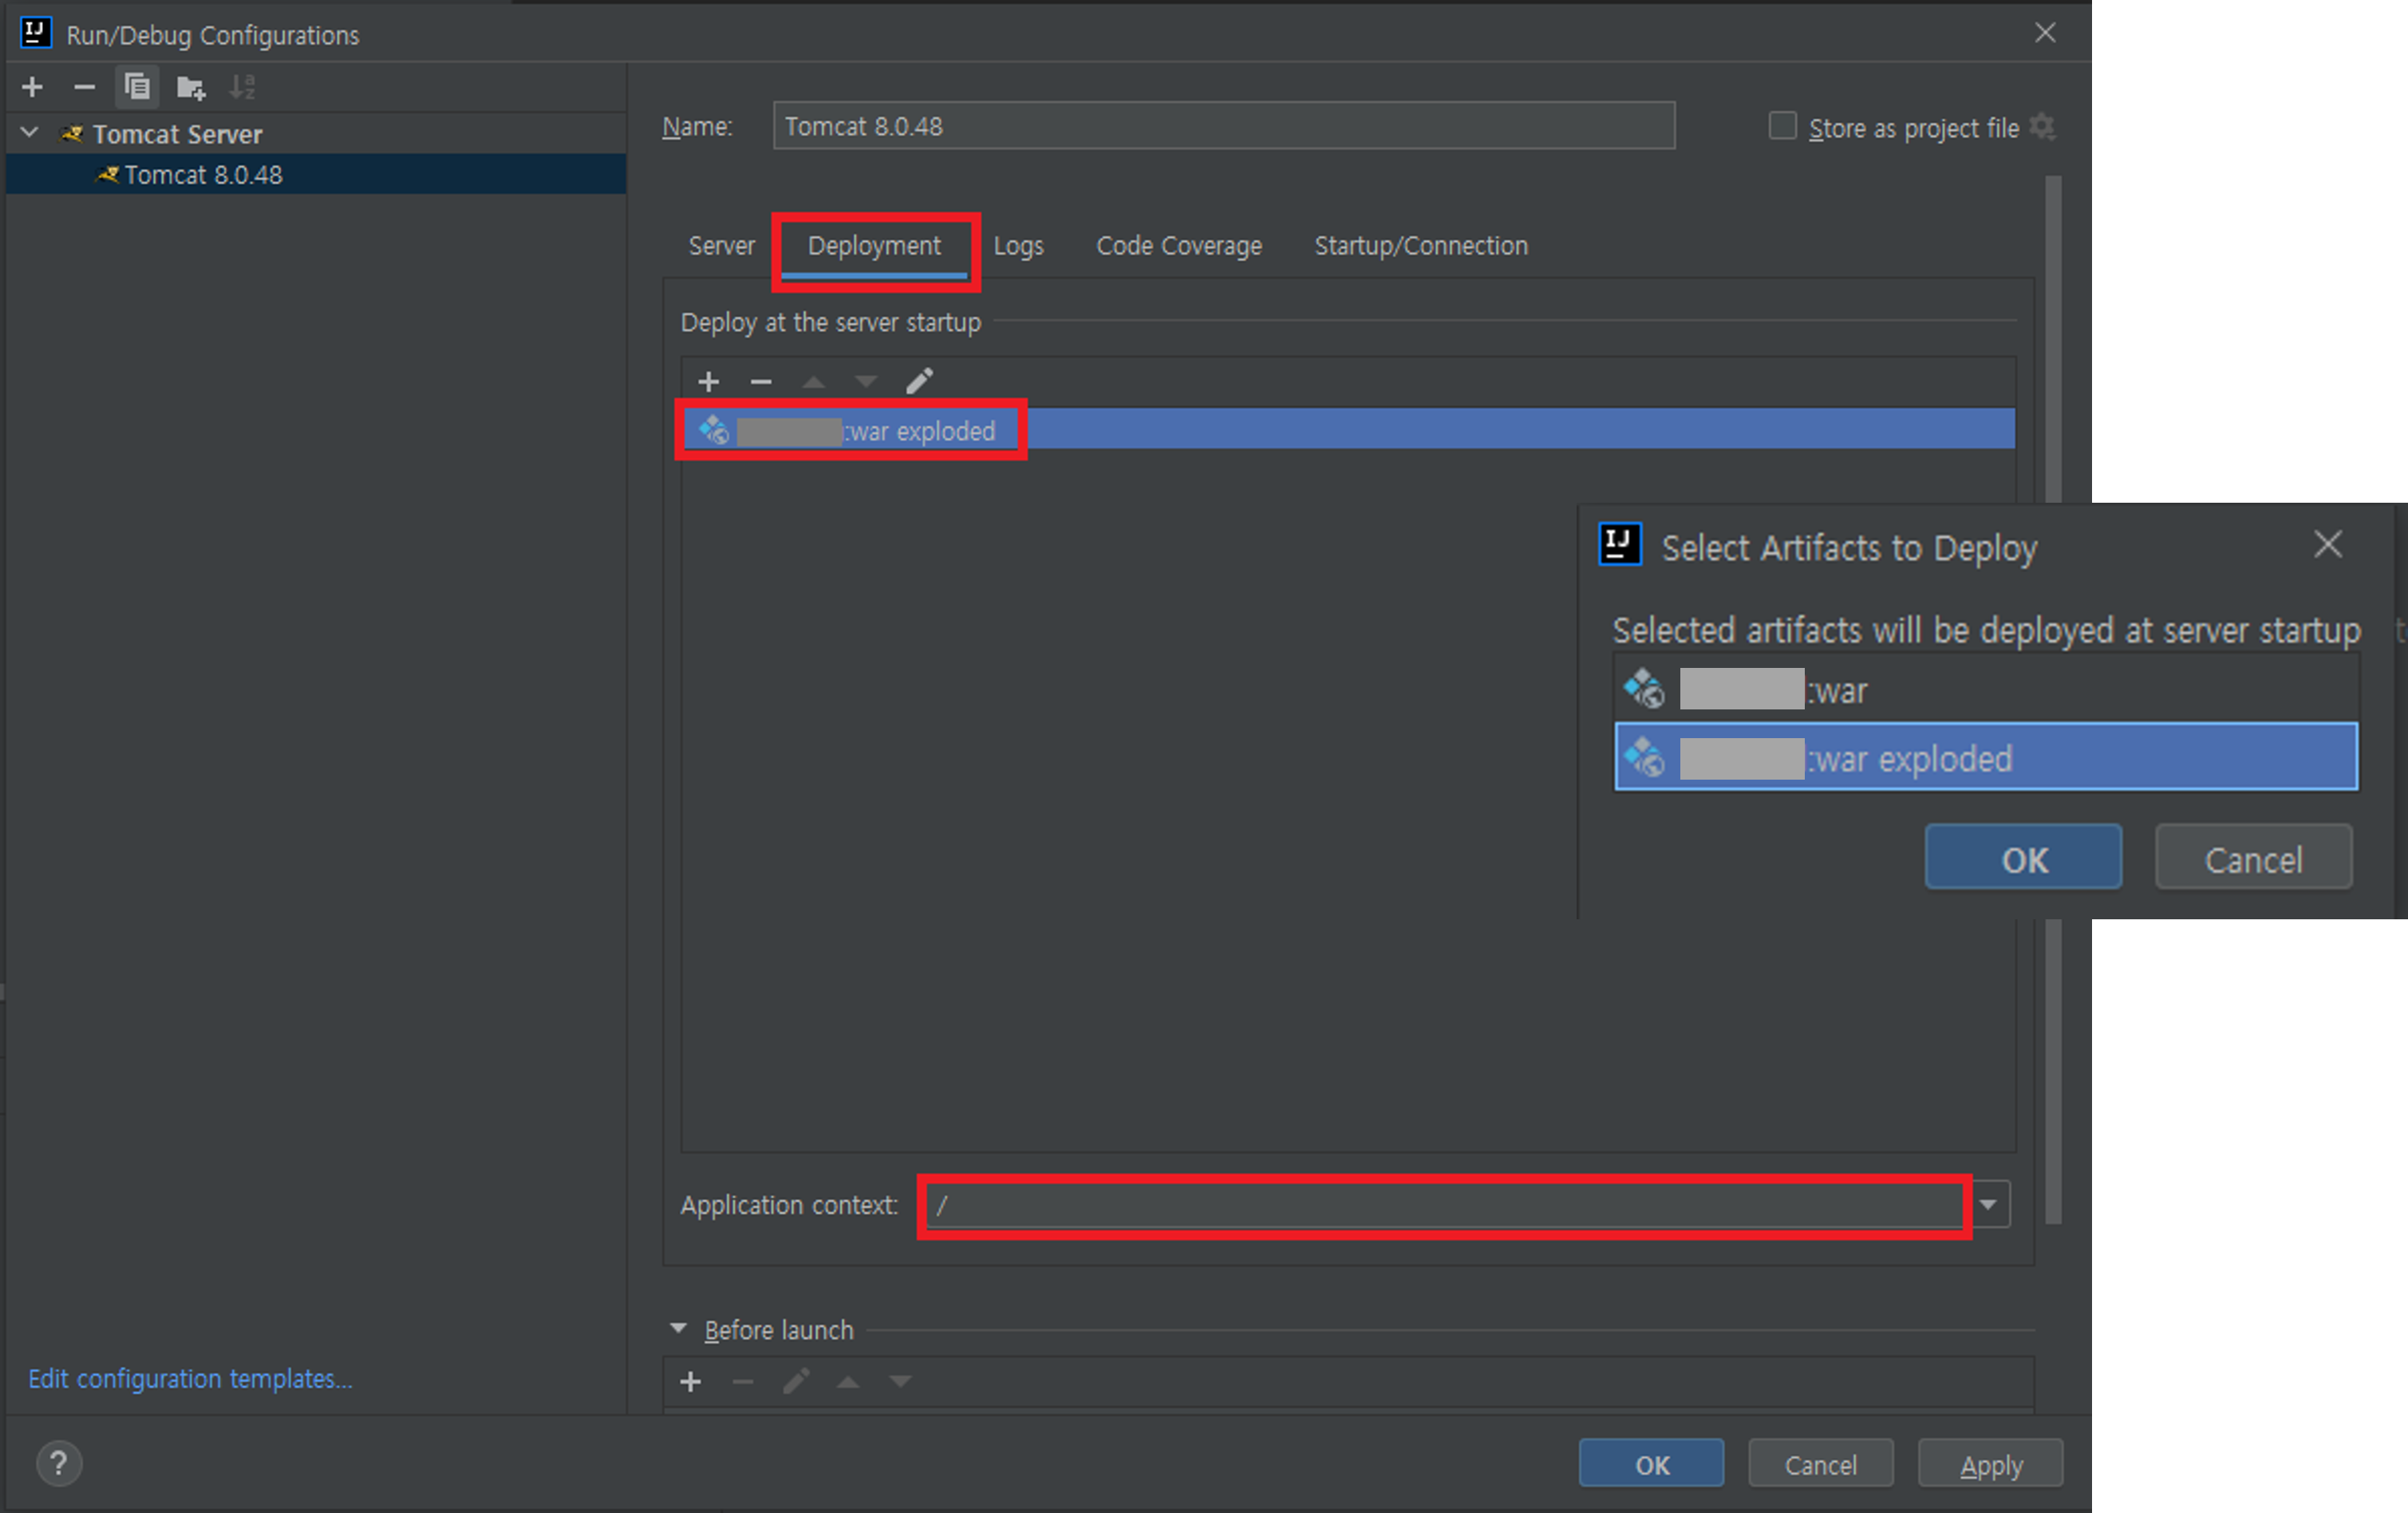 Run/Debug Configurations
Tomcat Server
Tomcat 8.0.48
Name: Tomcat 8.0.48 Store as project file
Server Deployment Logs Code Coverage Startup/Connection
Deploy at the server startup
:war exploded
Select Artifacts to Deploy
Selected artifacts will be deployed at server startup
:war
:war exploded
OK Cancel
Application context: /
Before launch
Edit configuration templates...
? OK Cancel Apply